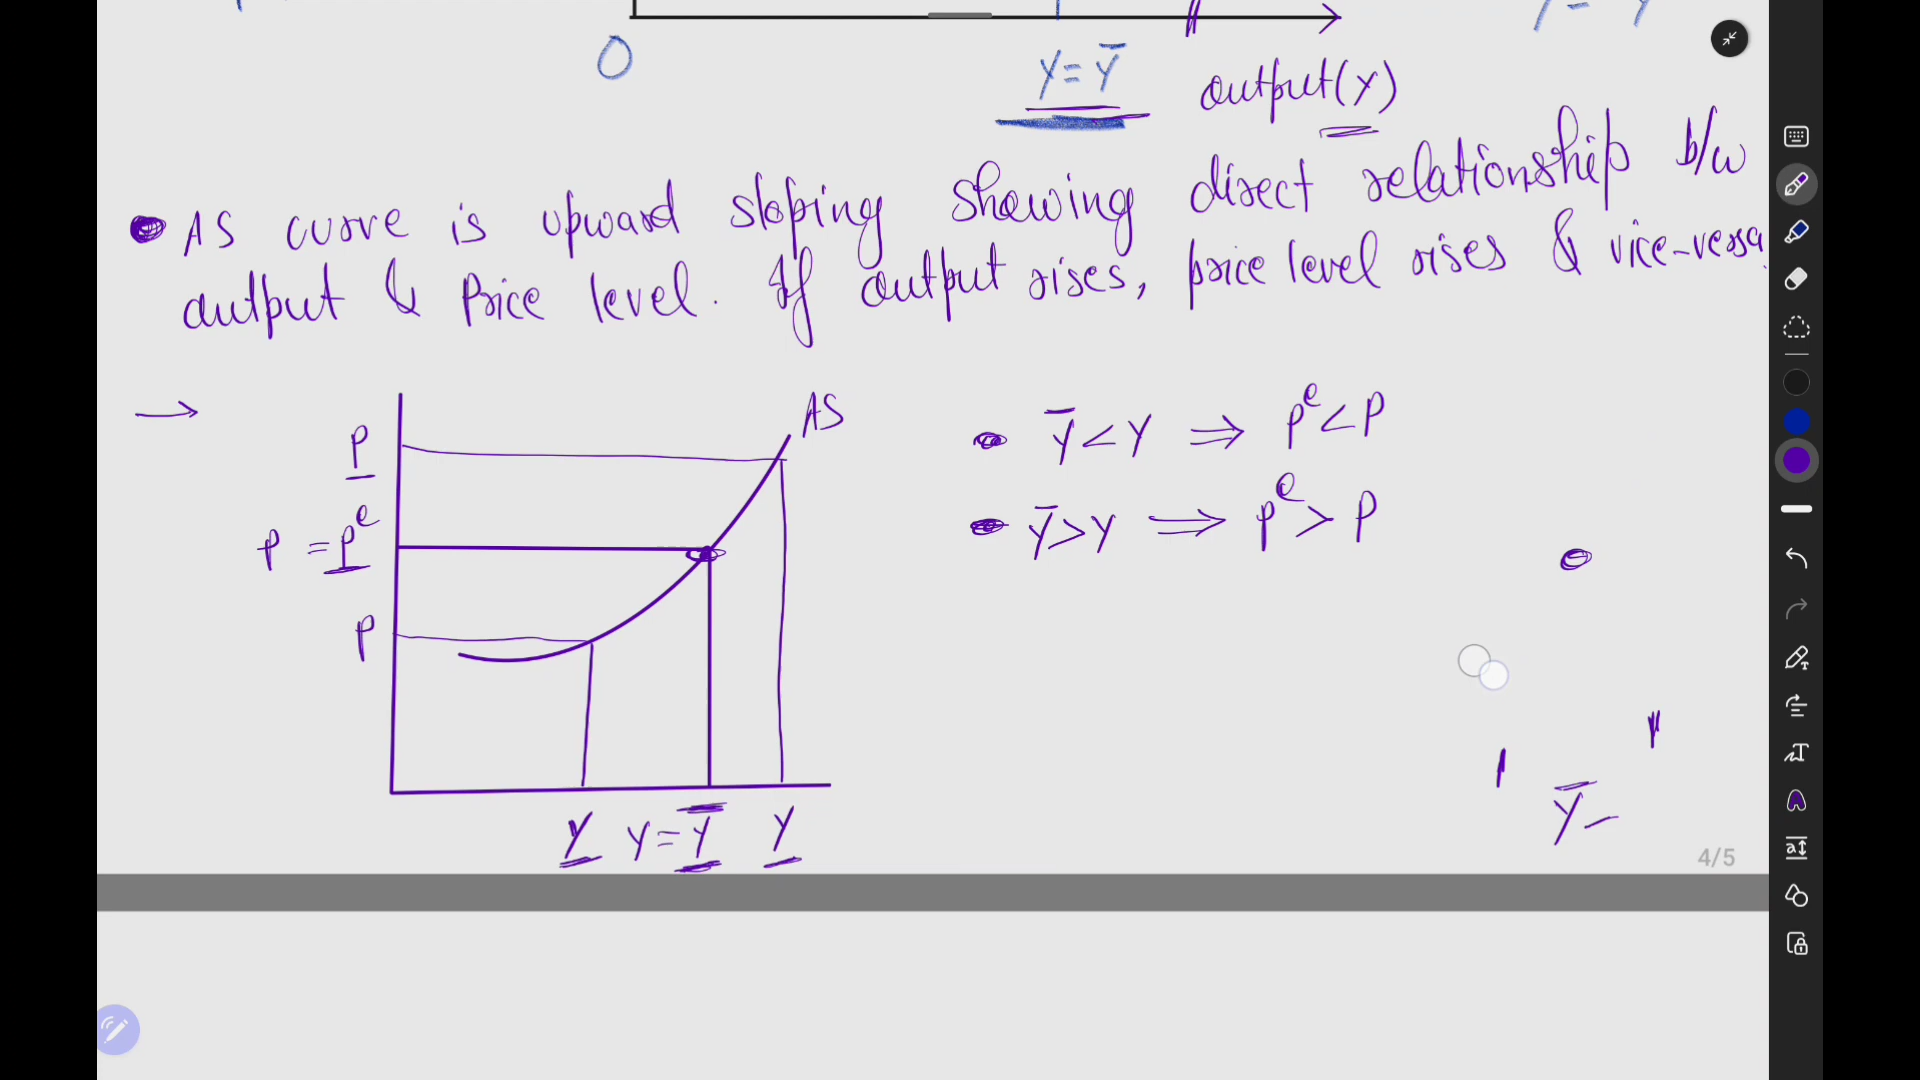 0
Y = Ȳ
output(Y)
• AS curve is upward sloping showing direct relationship b/w
output & Price level. If output rises, price level rises & vice-versa.
→
AS
P
P = Pᵉ
P
Y Y = Ȳ Y
• Ȳ < Y ⇒ Pᵉ < P
• Ȳ > Y ⇒ Pᵉ > P
Ȳ –
4/5